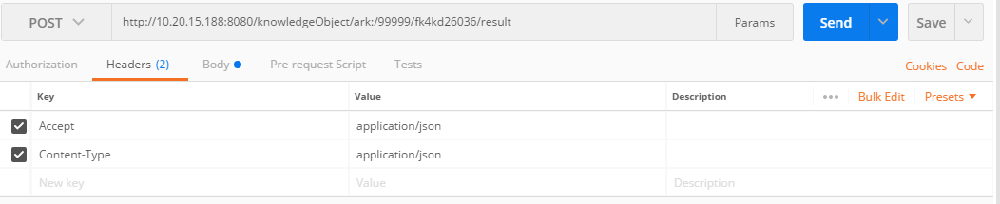 POST http://10.20.15.188:8080/knowledgeObject/ark:/99999/fk4kd26036/result Params Send Save
Authorization Headers (2) Body Pre-request Script Tests Cookies Code
Key Value Description ••• Bulk Edit Presets
Accept application/json
Content-Type application/json
New key Value Description